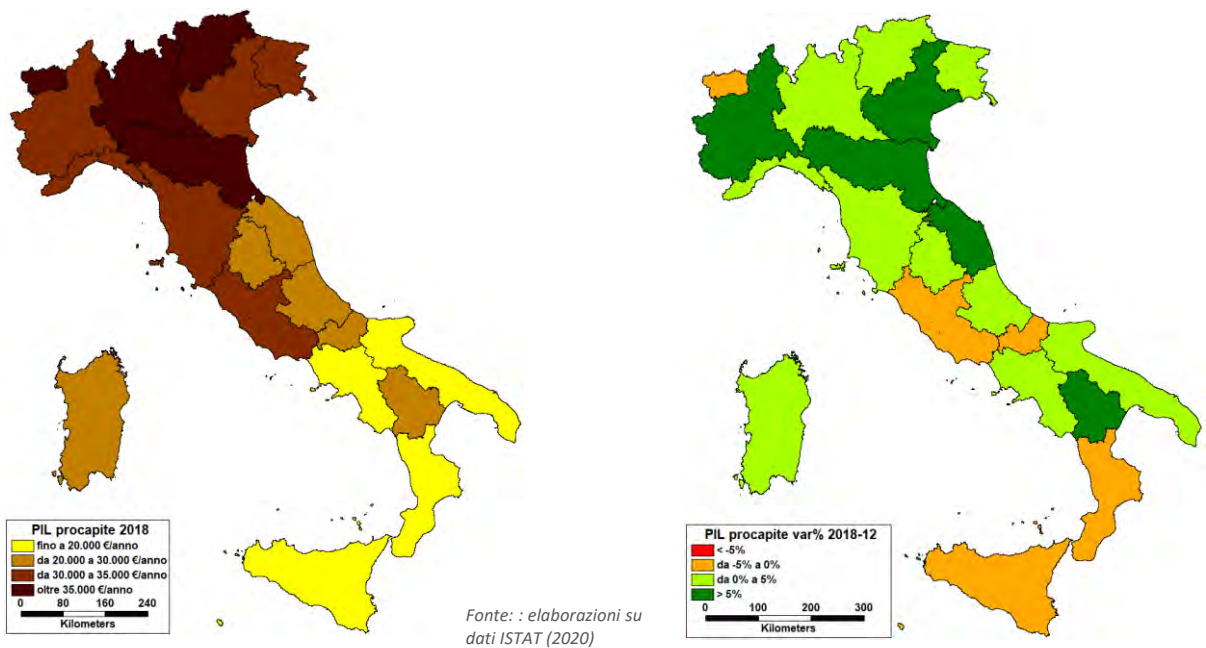 PIL procapite 2018
fino a 20.000 €/anno
da 20.000 a 30.000 €/anno
da 30.000 a 35.000 €/anno
oltre 35.000 €/anno
0 80 160 240
Kilometers
Fonte: : elaborazioni su
dati ISTAT (2020)
PIL procapite var% 2018-12
< -5%
da -5% a 0%
da 0% a 5%
> 5%
0 100 200 300
Kilometers